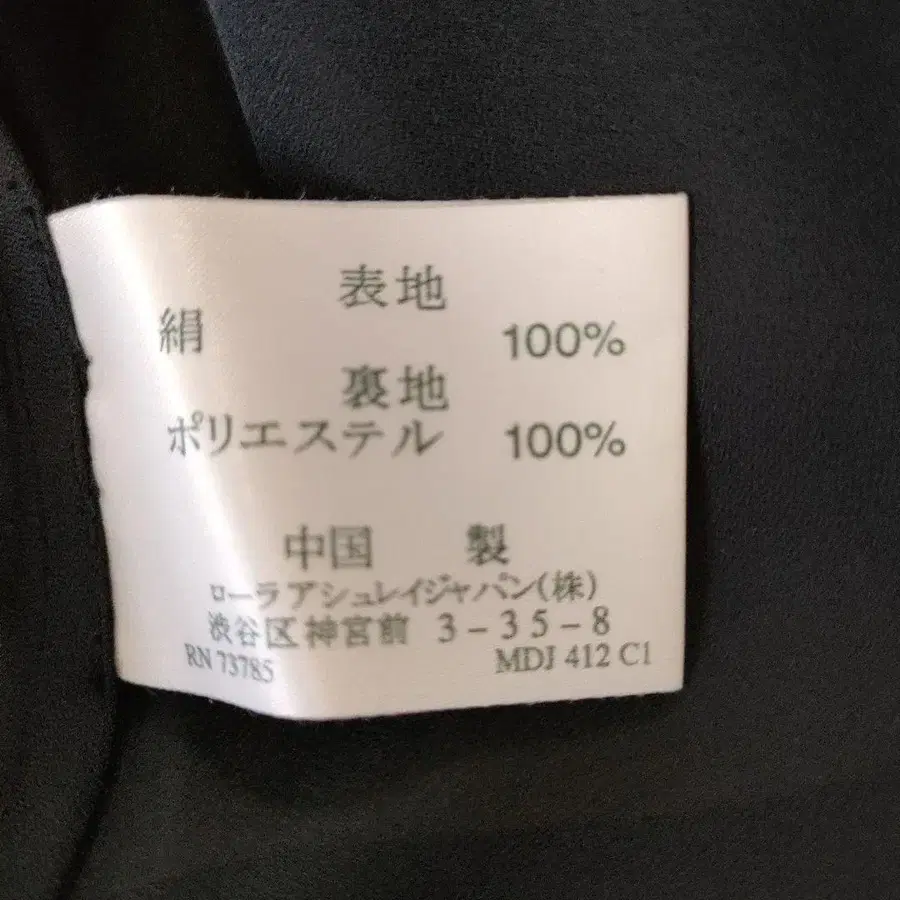 表地
絹 100%
裏地
ポリエステル 100%
中国 製
ローラ アシュレイジャパン(株)
渋谷区神宮前 3-35-8
RN 73785 MDJ 412 C1